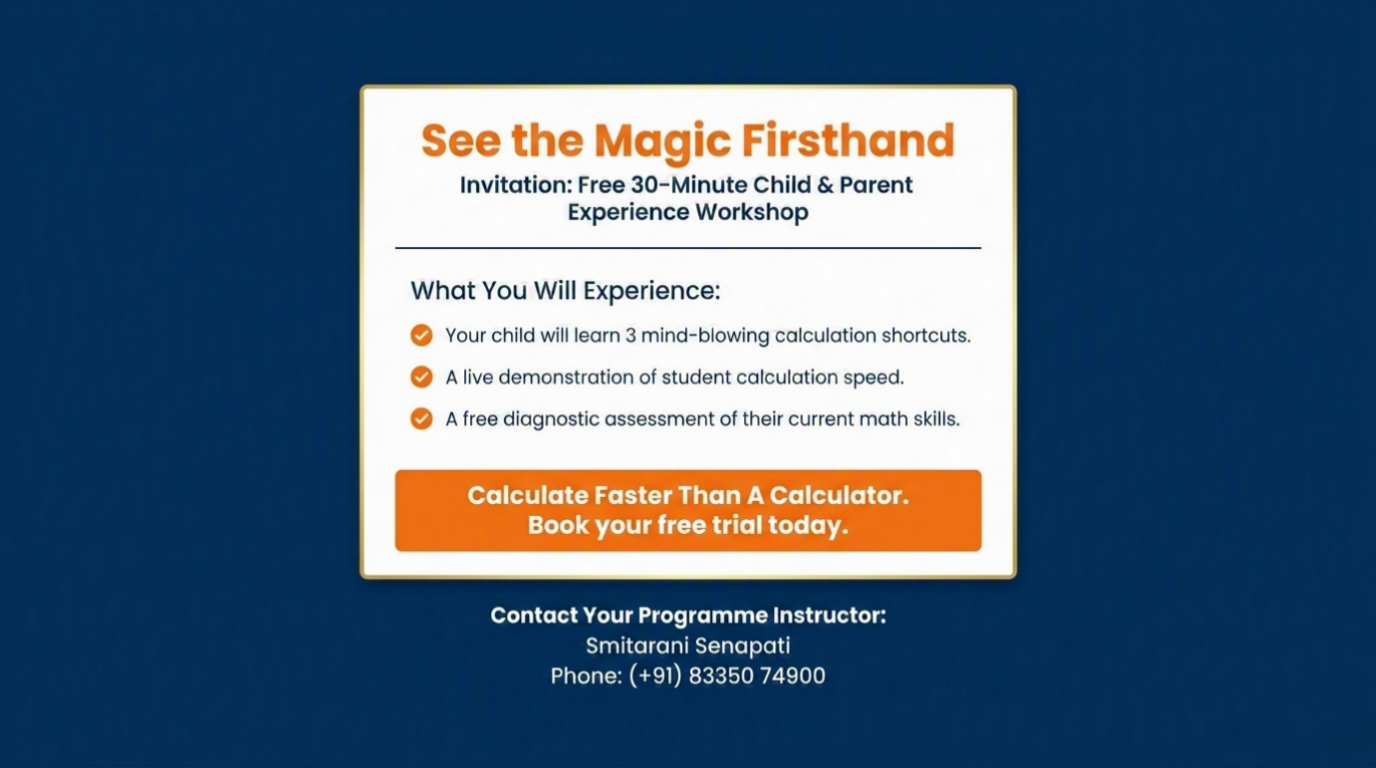 See the Magic Firsthand
Invitation: Free 30-Minute Child & Parent
Experience Workshop
What You Will Experience:
Your child will learn 3 mind-blowing calculation shortcuts.
A live demonstration of student calculation speed.
A free diagnostic assessment of their current math skills.
Calculate Faster Than A Calculator.
Book your free trial today.
Contact Your Programme Instructor:
Smitarani Senapati
Phone: (+91) 83350 74900